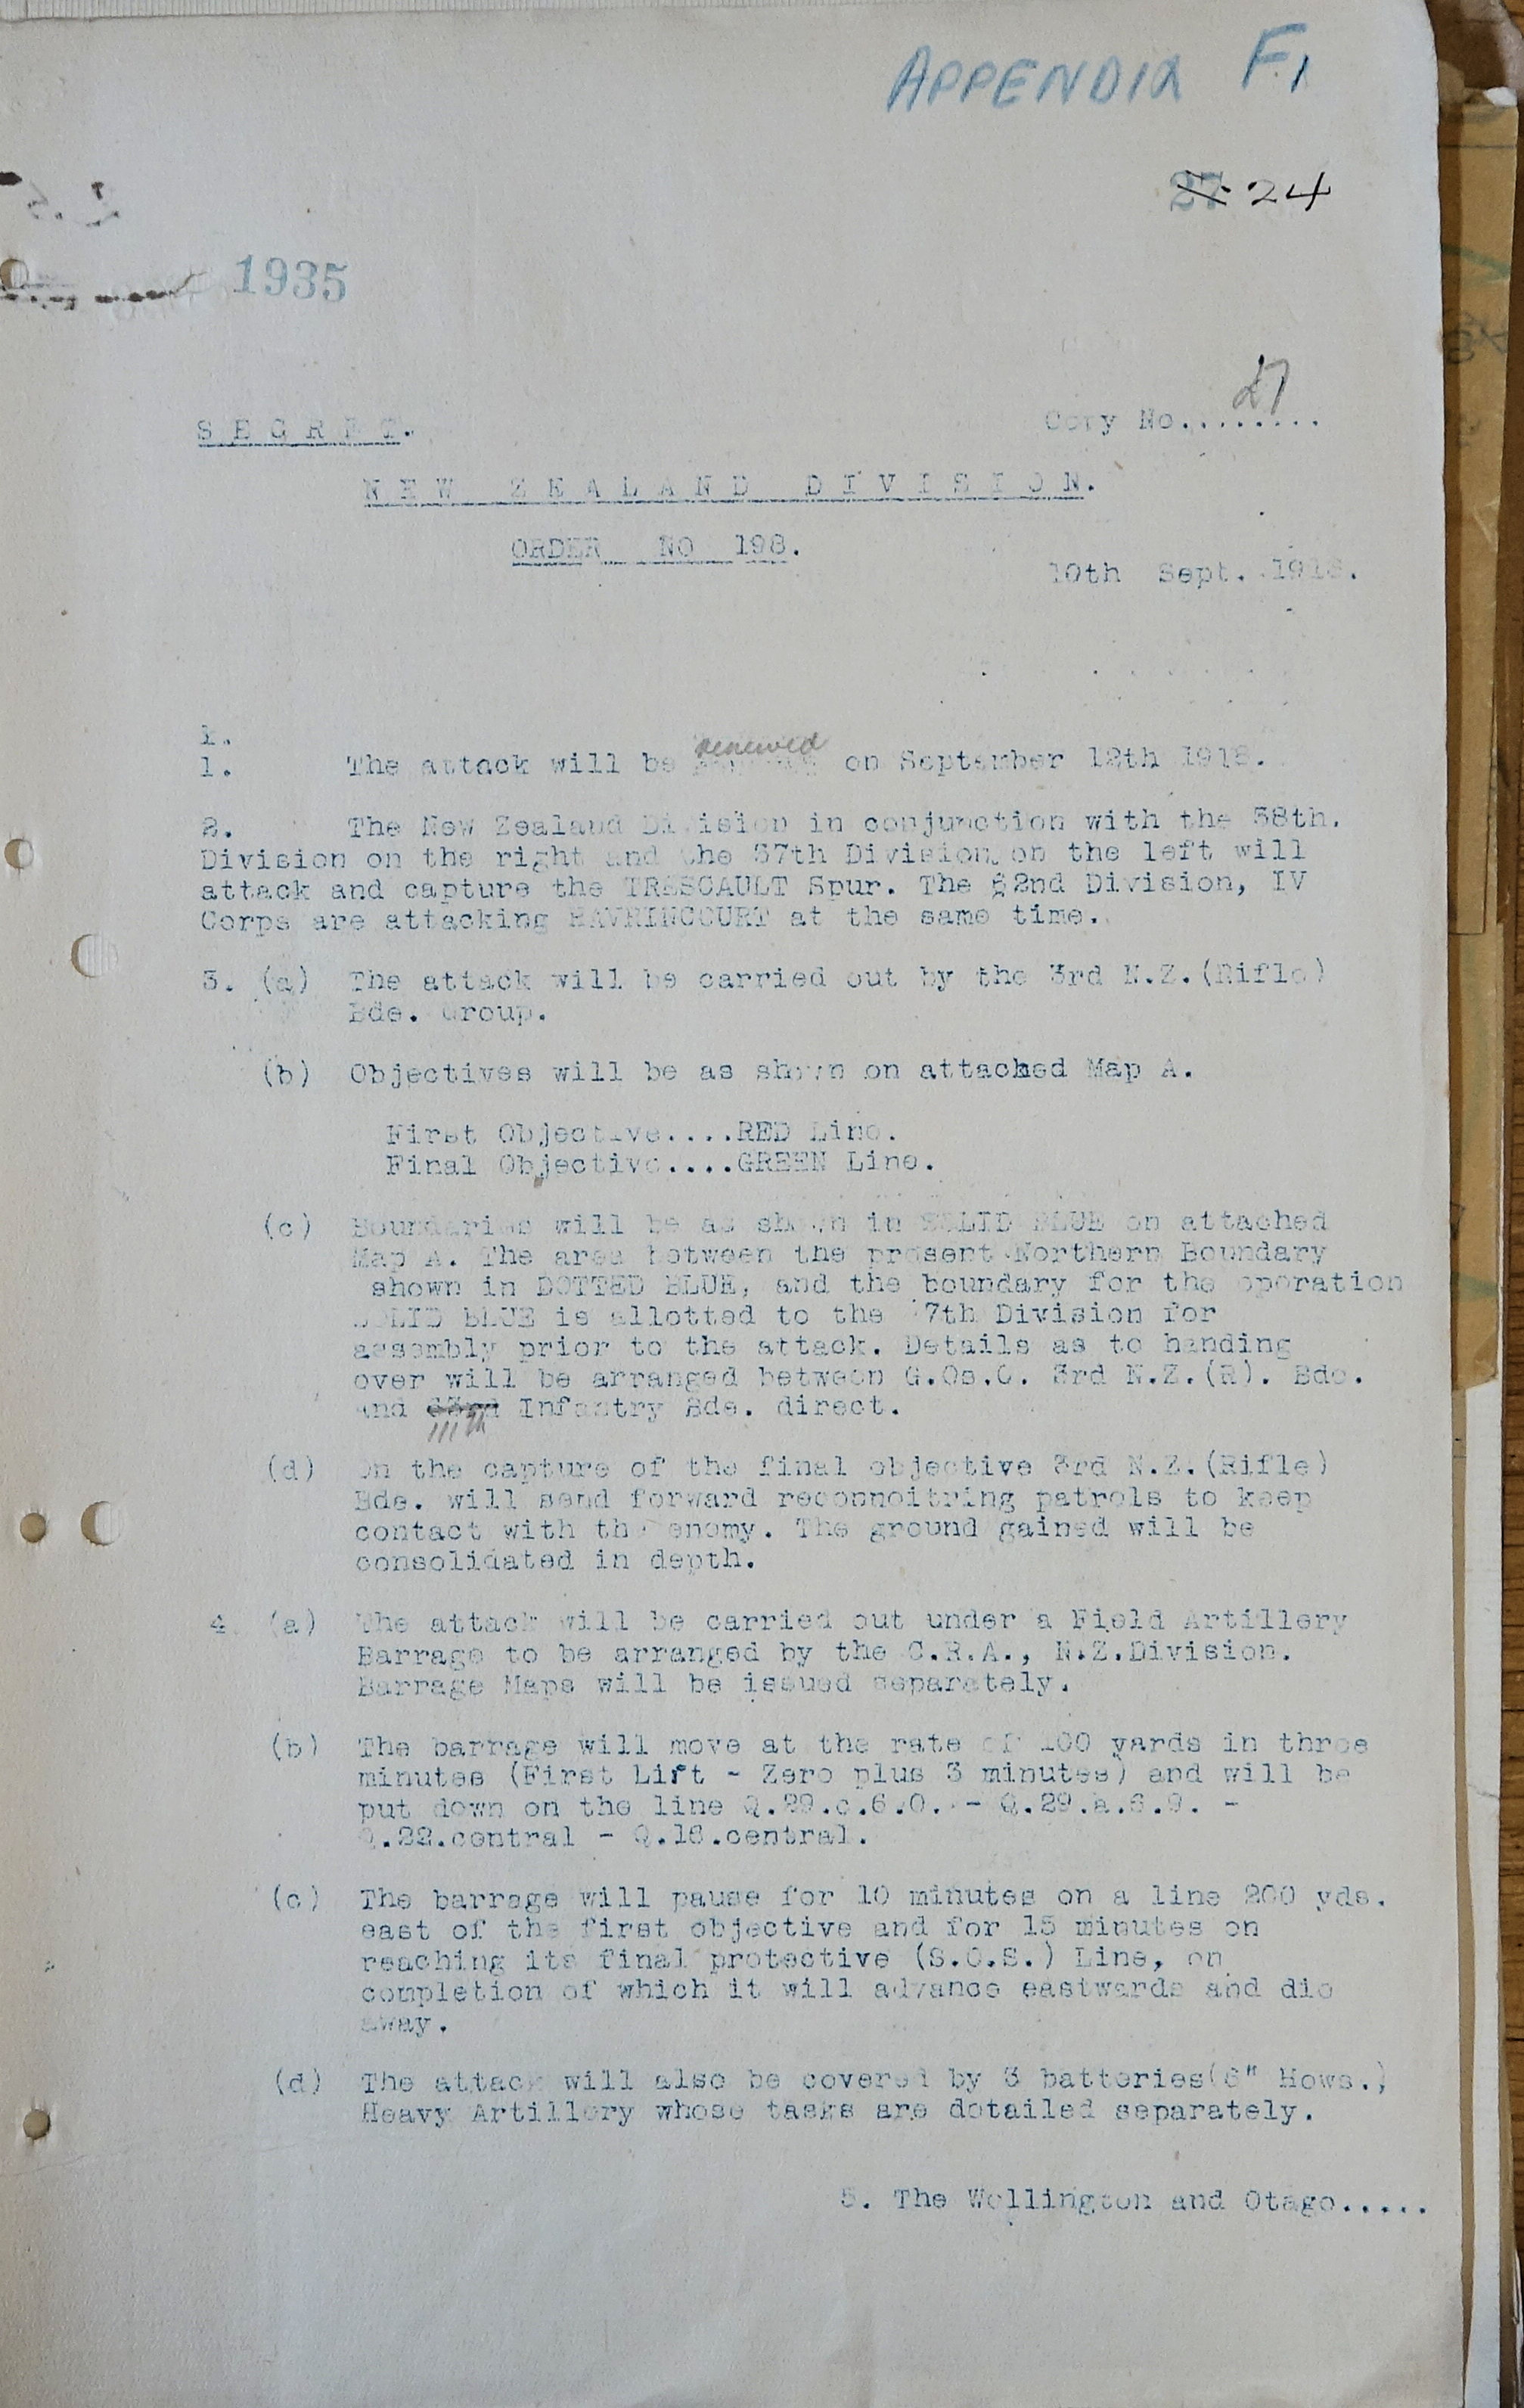 APPENDIX F1
27 24
1935
SECRET.
Copy No........ 27
NEW ZEALAND DIVISION.
ORDER NO 198.
10th Sept. 1918.
1.
1. The attack will be renewed on September 12th 1918.
2. The New Zealand Division in conjunction with the 38th.
Division on the right and the 37th Division on the left will
attack and capture the TRESCAULT Spur. The 62nd Division, IV
Corps are attacking HAVRINCOURT at the same time.
3. (a) The attack will be carried out by the 3rd N.Z.(Rifle)
Bde. Group.
(b) Objectives will be as shown on attached Map A.
First Objective....RED Line.
Final Objective....GREEN Line.
(c) Boundaries will be as shown in SOLID BLUE on attached
Map A. The area between the present Northern Boundary
shown in DOTTED BLUE, and the boundary for the operation
SOLID BLUE is allotted to the 7th Division for
assembly prior to the attack. Details as to handing
over will be arranged between G.Os.C. 3rd N.Z.(R). Bde.
and 63rd Infantry Bde. direct.
111th
(d) On the capture of the final objective 3rd N.Z.(Rifle)
Bde. will send forward reconnoitring patrols to keep
contact with the enemy. The ground gained will be
consolidated in depth.
4. (a) The attack will be carried out under a Field Artillery
Barrage to be arranged by the C.R.A., N.Z.Division.
Barrage Maps will be issued separately.
(b) The barrage will move at the rate of 100 yards in three
minutes (First Lift - Zero plus 3 minutes) and will be
put down on the line Q.29.c.6.0. - Q.29.a.6.9. -
Q.22.central - Q.16.central.
(c) The barrage will pause for 10 minutes on a line 200 yds.
east of the first objective and for 15 minutes on
reaching its final protective (S.O.S.) Line, on
completion of which it will advance eastwards and die
away.
(d) The attack will also be covered by 3 batteries(6" Hows.)
Heavy Artillery whose tasks are detailed separately.
5. The Wellington and Otago.....